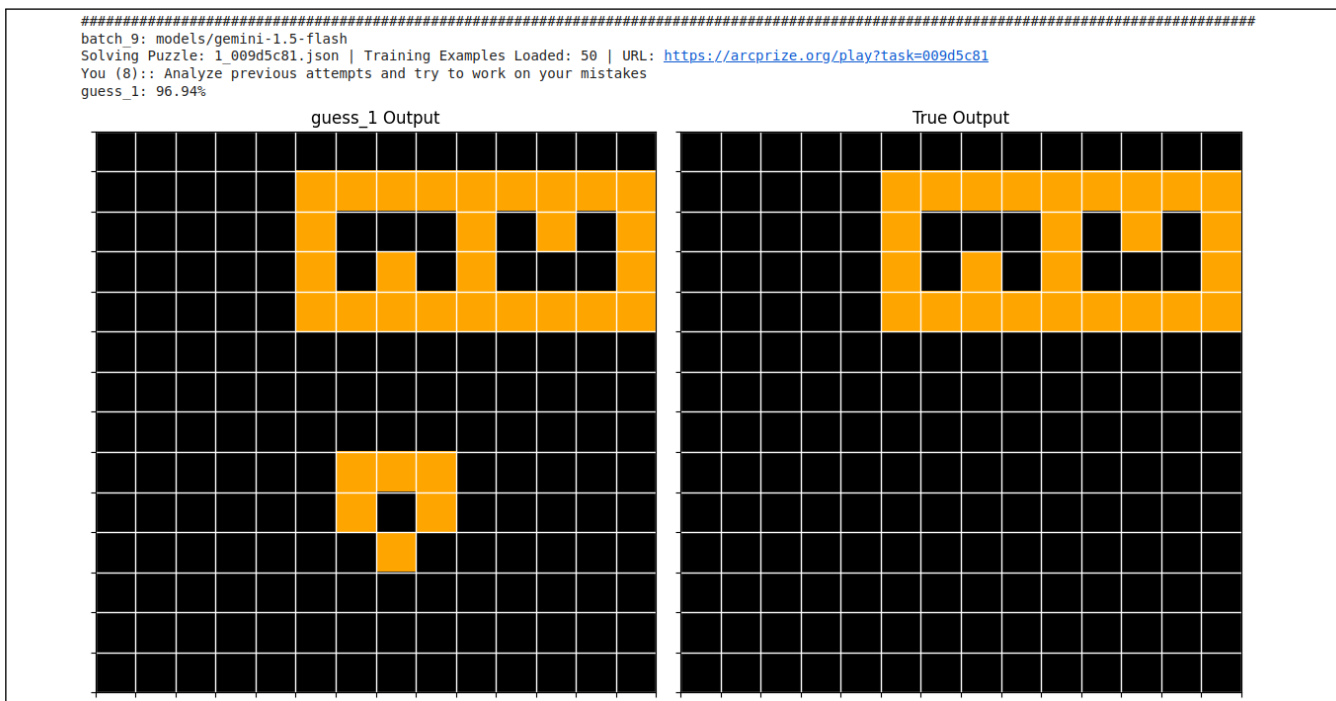 ####################################################################################################################################################
batch_9: models/gemini-1.5-flash
Solving Puzzle: 1_009d5c81.json | Training Examples Loaded: 50 | URL: https://arcprize.org/play?task=009d5c81
You (8):: Analyze previous attempts and try to work on your mistakes
guess_1: 96.94%
guess_1 Output
True Output